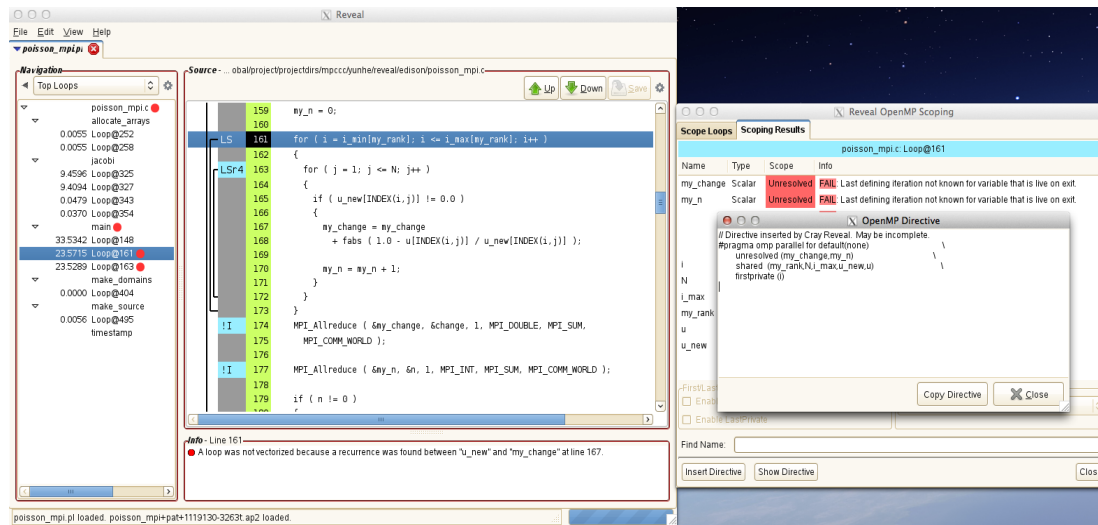 Reveal
File Edit View Help
poisson_mpi.pl
Navigation
Top Loops
poisson_mpi.c
allocate_arrays
0.0055 Loop@252
0.0055 Loop@258
jacobi
9.4596 Loop@325
9.4094 Loop@327
0.0479 Loop@343
0.0370 Loop@354
main
33.5342 Loop@148
23.5715 Loop@161
23.5289 Loop@163
make_domains
0.0000 Loop@404
make_source
0.0056 Loop@495
timestamp
Source - ... obal/project/projectdirs/mpccc/yunhe/reveal/edison/poisson_mpi.c
Up Down Save
159 my_n = 0;
160
LS 161 for ( i = i_min[my_rank]; i <= i_max[my_rank]; i++ )
162 {
LSr4 163 for ( j = 1; j <= N; j++ )
164 {
165 if ( u_new[INDEX(i,j)] != 0.0 )
166 {
167 my_change = my_change
168 + fabs ( 1.0 - u[INDEX(i,j)] / u_new[INDEX(i,j)] );
169
170 my_n = my_n + 1;
171 }
172 }
173 }
!I 174 MPI_Allreduce ( &my_change, &change, 1, MPI_DOUBLE, MPI_SUM,
175 MPI_COMM_WORLD );
176
!I 177 MPI_Allreduce ( &my_n, &n, 1, MPI_INT, MPI_SUM, MPI_COMM_WORLD );
178
179 if ( n != 0 )
Info - Line 161
A loop was not vectorized because a recurrence was found between "u_new" and "my_change" at line 167.
poisson_mpi.pl loaded. poisson_mpi+pat+1119130-3263t.ap2 loaded.
Reveal OpenMP Scoping
Scope Loops Scoping Results
poisson_mpi.c: Loop@161
Name Type Scope Info
my_change Scalar Unresolved FAIL: Last defining iteration not known for variable that is live on exit.
my_n Scalar Unresolved FAIL: Last defining iteration not known for variable that is live on exit.
i
N
i_max
my_rank
u
u_new
OpenMP Directive
// Directive inserted by Cray Reveal. May be incomplete.
#pragma omp parallel for default(none) \
unresolved (my_change,my_n) \
shared (my_rank,N,i_max,u_new,u) \
firstprivate (i)
Copy Directive Close
First/Las
Enab
Enable LastPrivate
Find Name:
Insert Directive Show Directive Clos